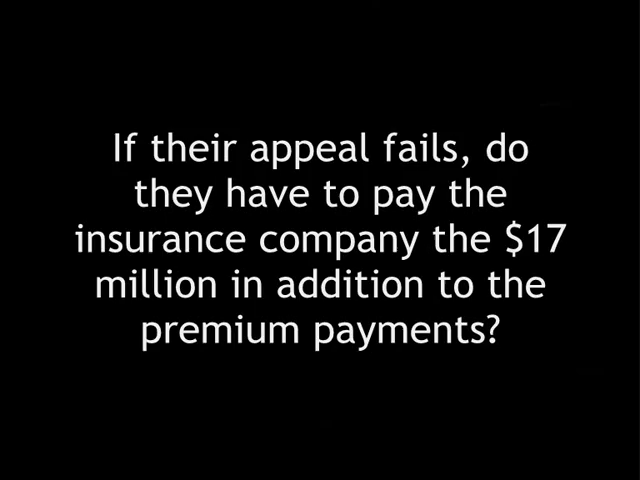 If their appeal fails, do
they have to pay the
insurance company the $17
million in addition to the
premium payments?